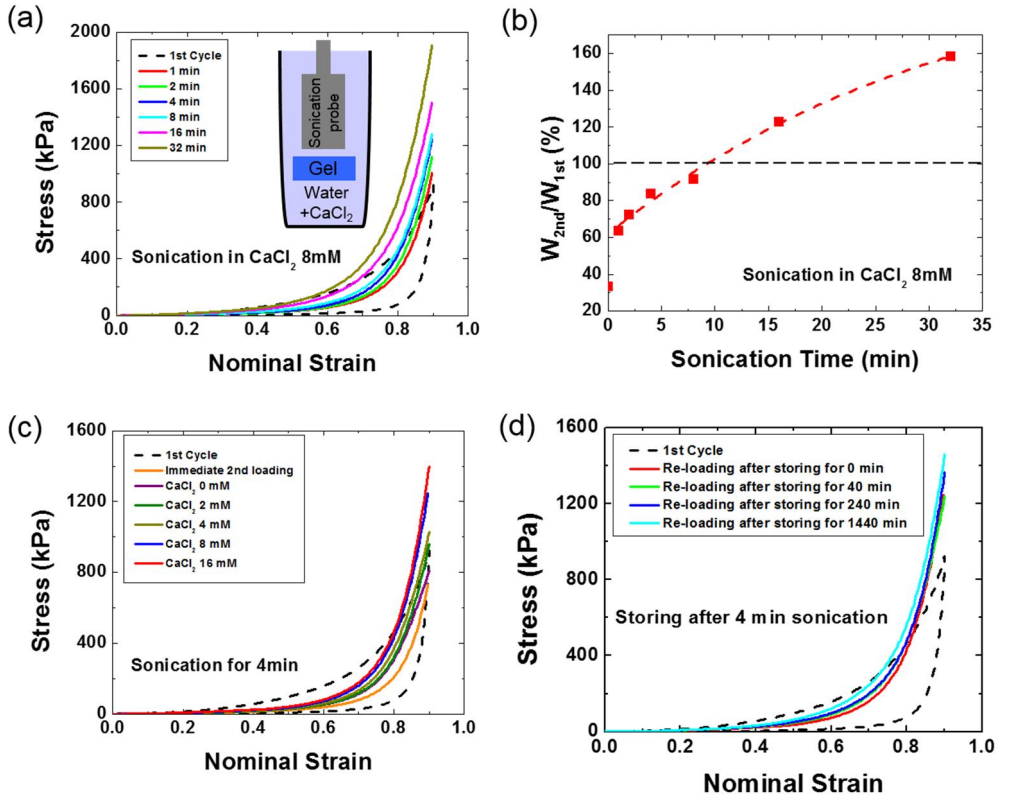 (a)
2000
1600
1200
800
400
0
0.0 0.2 0.4 0.6 0.8 1.0
Stress (kPa)
Nominal Strain
1st Cycle
1 min
2 min
4 min
8 min
16 min
32 min
Sonication probe
Gel
Water
+CaCl₂
Sonication in CaCl₂ 8mM
(b)
160
140
120
100
80
60
40
20
0 5 10 15 20 25 30 35
W₂ₙd/W₁ₛₜ (%)
Sonication Time (min)
Sonication in CaCl₂ 8mM
(c)
1600
1200
800
400
0
0.0 0.2 0.4 0.6 0.8 1.0
Stress (kPa)
Nominal Strain
1st Cycle
Immediate 2nd loading
CaCl₂ 0 mM
CaCl₂ 2 mM
CaCl₂ 4 mM
CaCl₂ 8 mM
CaCl₂ 16 mM
Sonication for 4min
(d)
1600
1200
800
400
0
0.0 0.2 0.4 0.6 0.8 1.0
Stress (kPa)
Nominal Strain
1st Cycle
Re-loading after storing for 0 min
Re-loading after storing for 40 min
Re-loading after storing for 240 min
Re-loading after storing for 1440 min
Storing after 4 min sonication